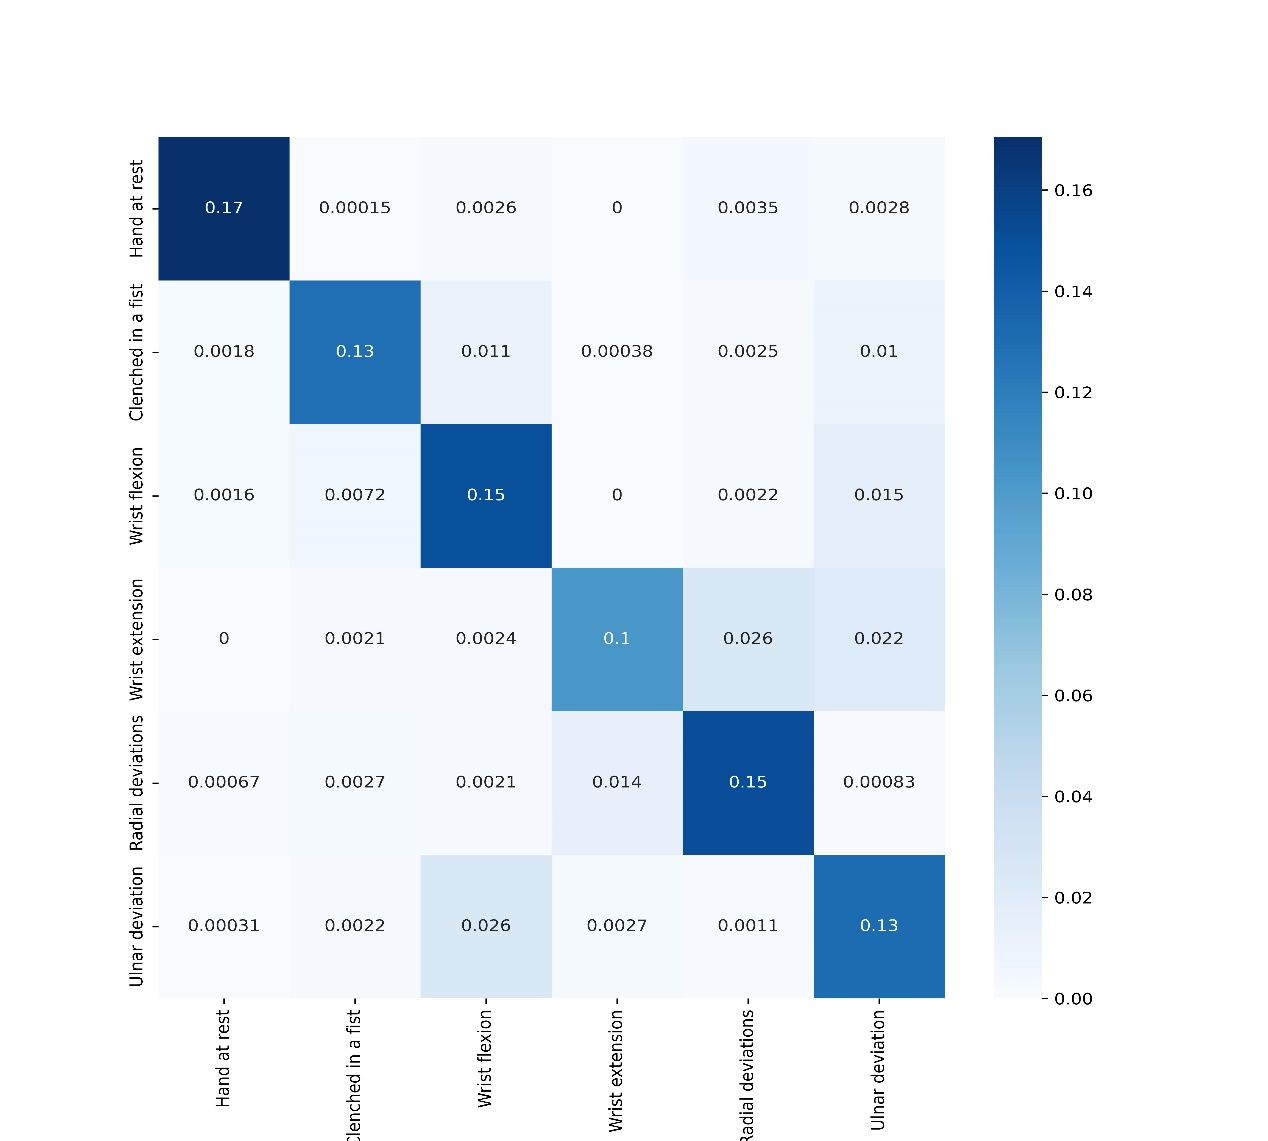 Hand at rest 0.17 0.00015 0.0026 0 0.0035 0.0028
Clenched in a fist 0.0018 0.13 0.011 0.00038 0.0025 0.01
Wrist flexion 0.0016 0.0072 0.15 0 0.0022 0.015
Wrist extension 0 0.0021 0.0024 0.1 0.026 0.022
Radial deviations 0.00067 0.0027 0.0021 0.014 0.15 0.00083
Ulnar deviation 0.00031 0.0022 0.026 0.0027 0.0011 0.13
Hand at rest
Clenched in a fist
Wrist flexion
Wrist extension
Radial deviations
Ulnar deviation
0.16
0.14
0.12
0.10
0.08
0.06
0.04
0.02
0.00